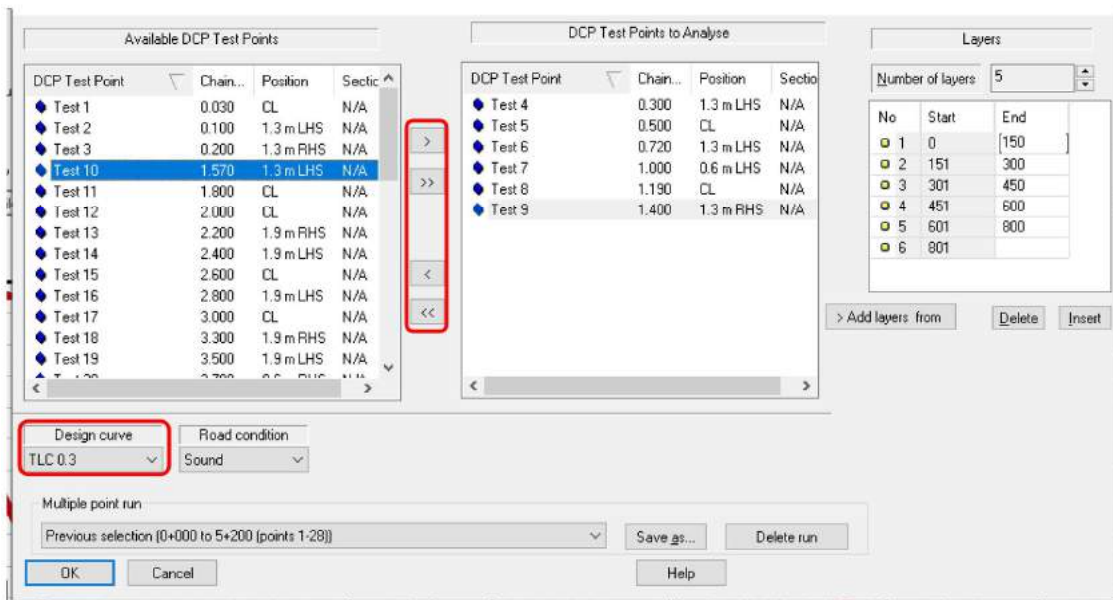 Available DCP Test Points
DCP Test Point Chain... Position Sectic
Test 1 0.030 CL N/A
Test 2 0.100 1.3 m LHS N/A
Test 3 0.200 1.3 m RHS N/A
Test 10 1.570 1.3 m LHS N/A
Test 11 1.800 CL N/A
Test 12 2.000 CL N/A
Test 13 2.200 1.9 m RHS N/A
Test 14 2.400 1.9 m LHS N/A
Test 15 2.600 CL N/A
Test 16 2.800 1.9 m LHS N/A
Test 17 3.000 CL N/A
Test 18 3.300 1.9 m RHS N/A
Test 19 3.500 1.9 m LHS N/A
>
>>
<
<<
DCP Test Points to Analyse
DCP Test Point Chain... Position Sectio
Test 4 0.300 1.3 m LHS N/A
Test 5 0.500 CL N/A
Test 6 0.720 1.3 m LHS N/A
Test 7 1.000 0.6 m LHS N/A
Test 8 1.190 CL N/A
Test 9 1.400 1.3 m RHS N/A
Layers
Number of layers 5
No Start End
1 0 [150 ]
2 151 300
3 301 450
4 451 600
5 601 800
6 801
> Add layers from Delete Insert
Design curve Road condition
TLC 0.3 Sound
Multiple point run
Previous selection (0+000 to 5+200 (points 1-28)) Save as... Delete run
OK Cancel Help